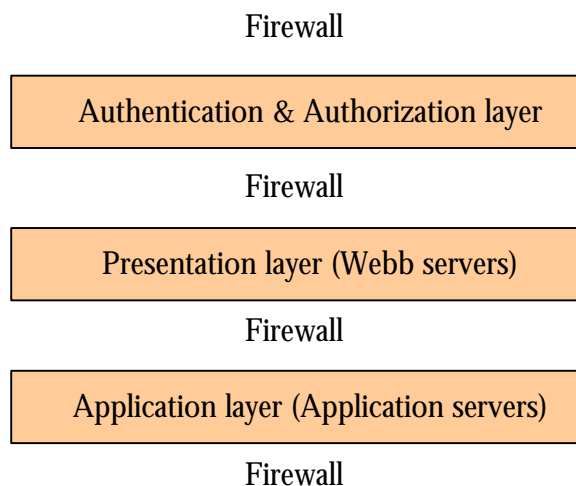 Firewall
Authentication & Authorization layer
Firewall
Presentation layer (Webb servers)
Firewall
Application layer (Application servers)
Firewall